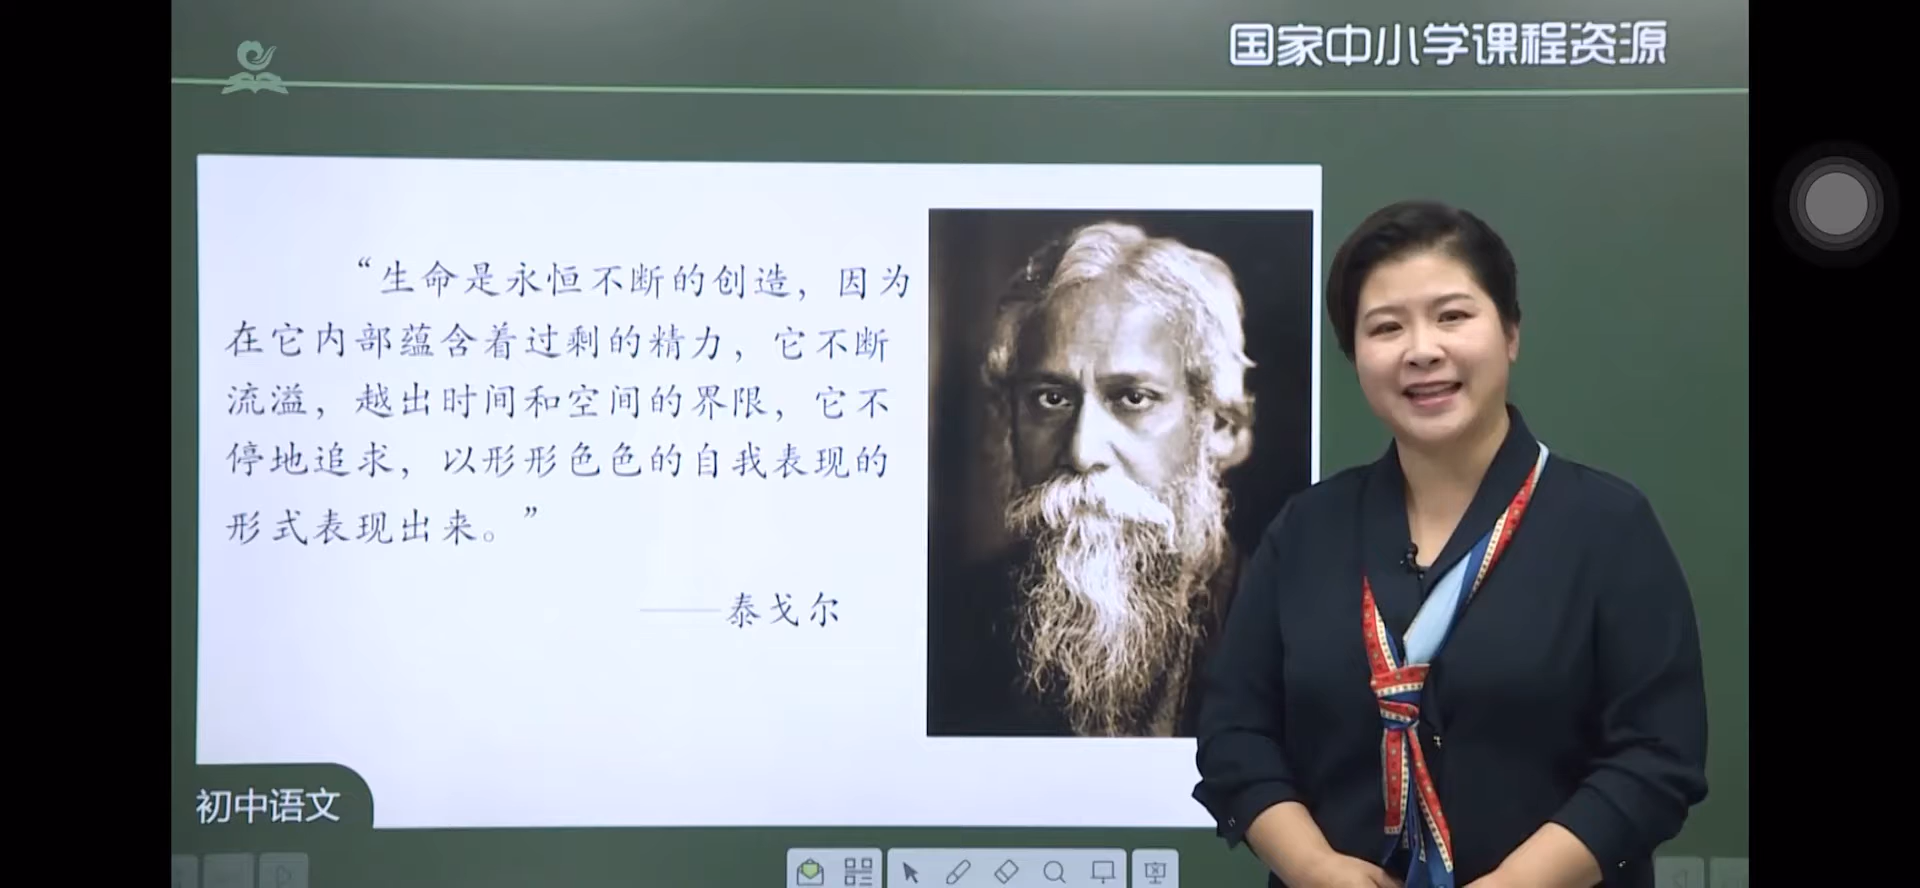 国家中小学课程资源
“生命是永恒不断的创造，因为
在它内部蕴含着过剩的精力，它不断
流溢，越出时间和空间的界限，它不
停地追求，以形形色色的自我表现的
形式表现出来。”
——泰戈尔
初中语文